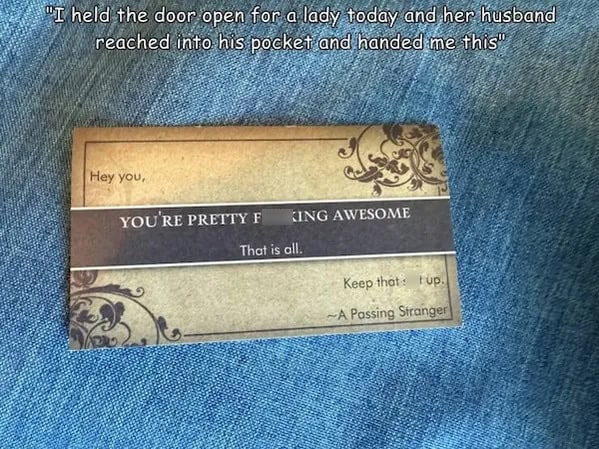 "I held the door open for a lady today and her husband
reached into his pocket and handed me this"
Hey you,
YOU'RE PRETTY F KING AWESOME
That is all.
Keep that up.
~A Passing Stranger